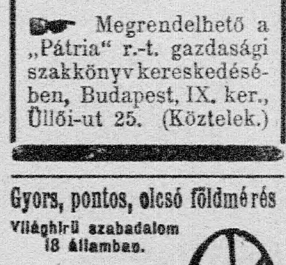 Megrendelhető a
„Pátria“ r.-t. gazdasági
szakkönyvkereskedésé-
ben, Budapest, IX. ker.,
Üllői-ut 25. (Köztelek.)
Gyors, pontos, olcsó földmérés
Világhirü szabadalom
18 államban.